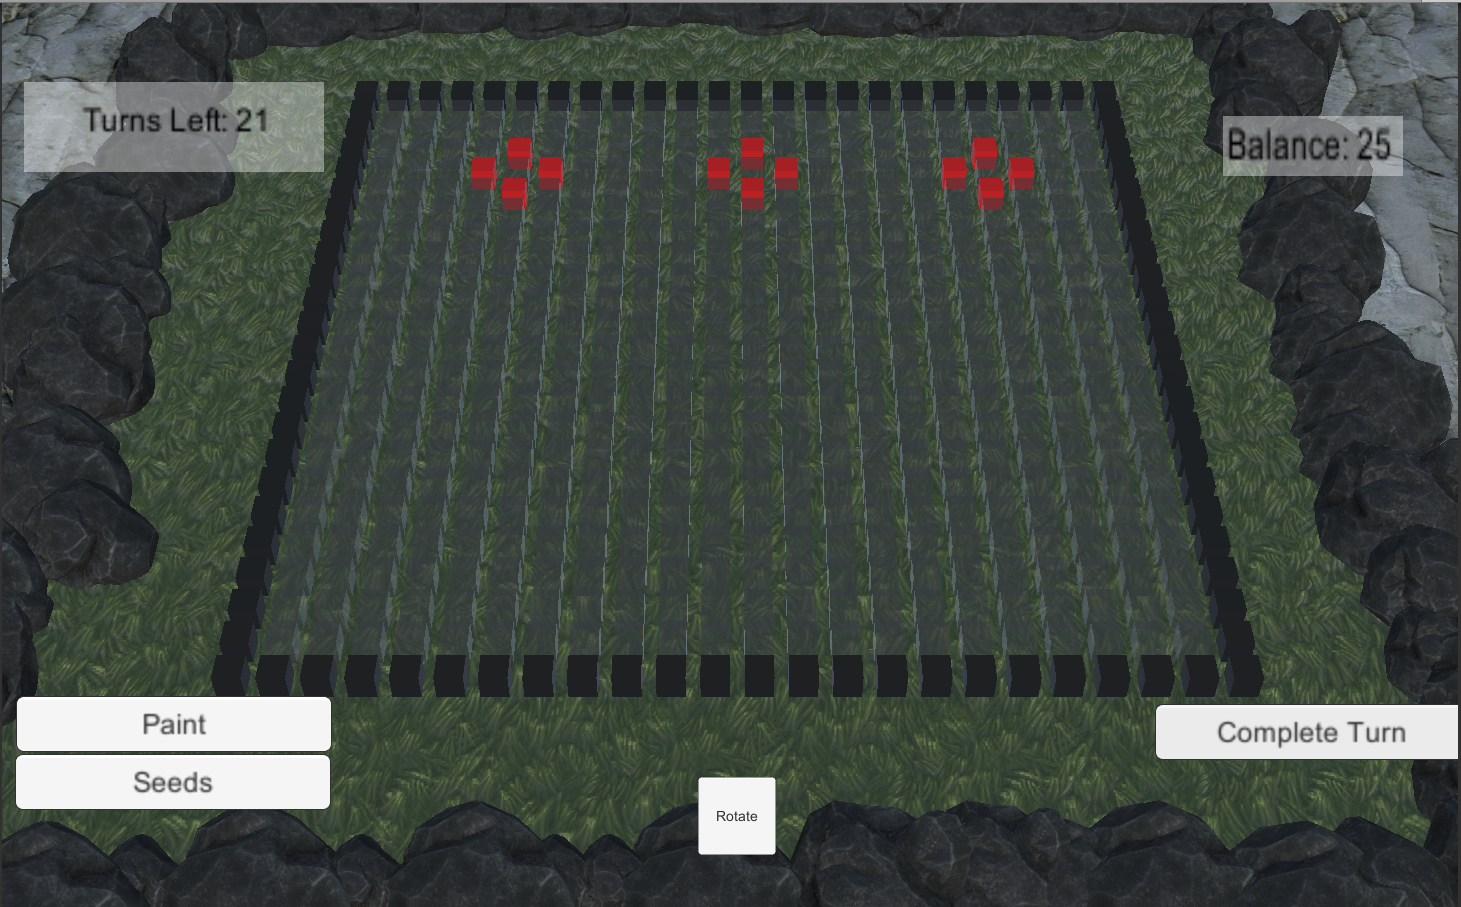 Turns Left: 21
Balance: 25
Paint
Seeds
Complete Turn
Rotate